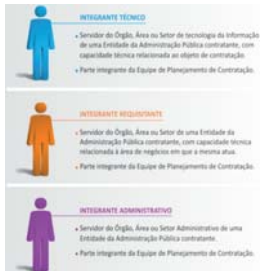 INTEGRANTE TÉCNICO
• Servidor do Órgão, Área ou Setor de tecnologia da Informação
de uma Entidade da Administração Pública contratante, com
capacidade técnica relacionada ao objeto de contratação.
• Parte integrante da Equipe de Planejamento de Contratação.
INTEGRANTE REQUISITANTE
• Servidor do Órgão, Área ou Setor de uma Entidade da
Administração Pública contratante, com capacidade técnica
relacionada à área de negócios em que a mesma atua.
• Parte integrante da Equipe de Planejamento de Contratação.
INTEGRANTE ADMINISTRATIVO
• Servidor do Órgão, Área ou Setor Administrativo de uma
Entidade da Administração Pública contratante.
• Parte integrante da Equipe de Planejamento de Contratação.